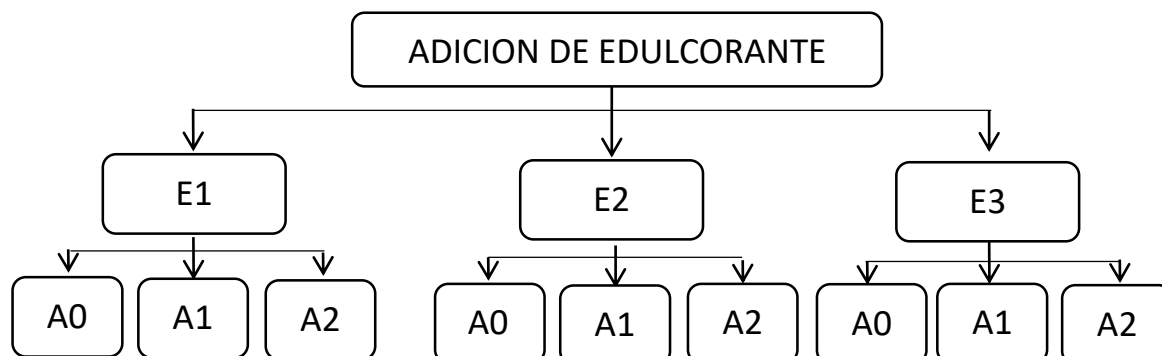 ADICION DE EDULCORANTE
E1
E2
E3
A0 A1 A2 A0 A1 A2 A0 A1 A2